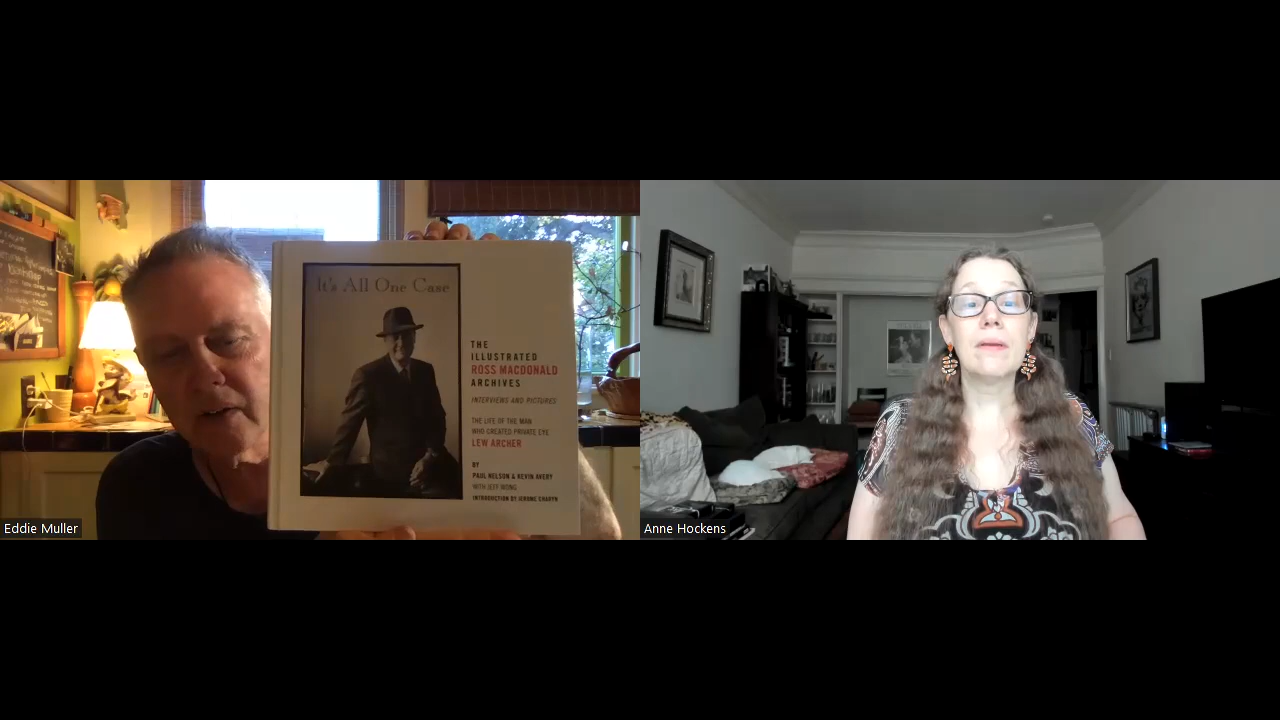 It's All One Case
THE
ILLUSTRATED
ROSS MACDONALD
ARCHIVES
INTERVIEWS AND PICTURES
THE LIFE OF THE MAN
WHO CREATED PRIVATE EYE
LEW ARCHER
BY
PAUL NELSON & KEVIN AVERY
WITH JEFF WONG
INTRODUCTION BY JEROME CHARYN
Eddie Muller
Anne Hockens